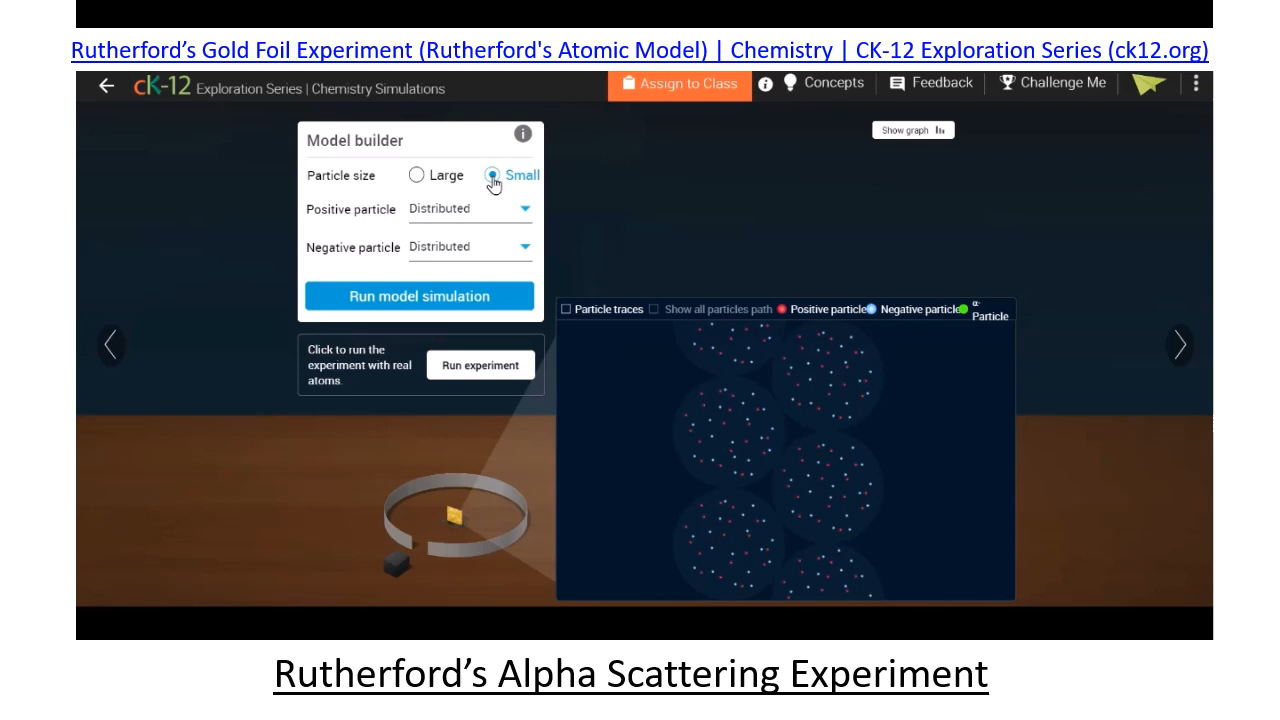 Rutherford’s Gold Foil Experiment (Rutherford's Atomic Model) | Chemistry | CK-12 Exploration Series (ck12.org)
cK-12 Exploration Series | Chemistry Simulations
Assign to Class
Concepts
Feedback
Challenge Me
Model builder
Show graph
Particle size Large Small
Positive particle Distributed
Negative particle Distributed
Run model simulation
Particle traces Show all particles path Positive particle Negative particle α- Particle
Click to run the
experiment with real
atoms.
Run experiment
Rutherford’s Alpha Scattering Experiment